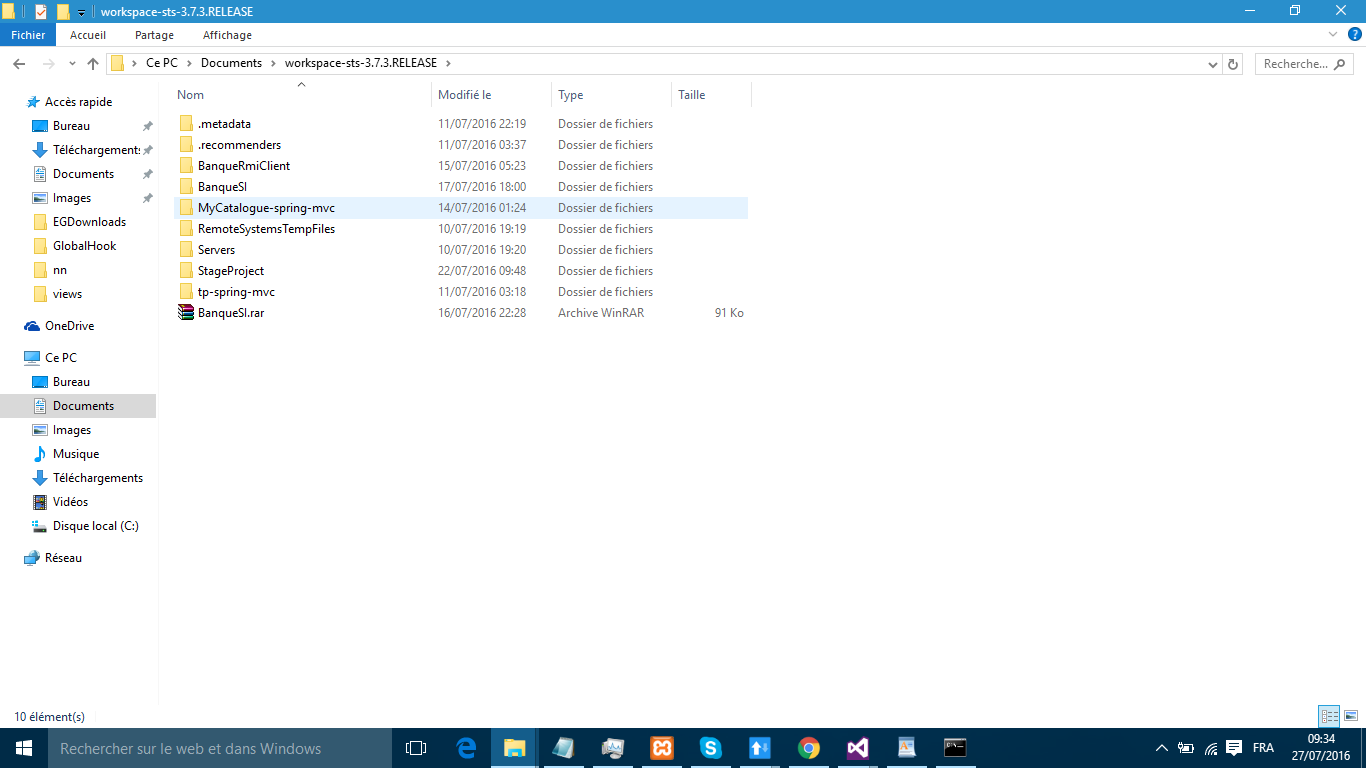 workspace-sts-3.7.3.RELEASE
Fichier Accueil Partage Affichage
Ce PC Documents workspace-sts-3.7.3.RELEASE Recherche...
Nom Modifié le Type Taille
.metadata 11/07/2016 22:19 Dossier de fichiers
.recommenders 11/07/2016 03:37 Dossier de fichiers
BanqueRmiClient 15/07/2016 05:23 Dossier de fichiers
BanqueSI 17/07/2016 18:00 Dossier de fichiers
MyCatalogue-spring-mvc 14/07/2016 01:24 Dossier de fichiers
RemoteSystemsTempFiles 10/07/2016 19:19 Dossier de fichiers
Servers 10/07/2016 19:20 Dossier de fichiers
StageProject 22/07/2016 09:48 Dossier de fichiers
tp-spring-mvc 11/07/2016 03:18 Dossier de fichiers
BanqueSI.rar 16/07/2016 22:28 Archive WinRAR 91 Ko
Accès rapide
Bureau
Téléchargements
Documents
Images
EGDownloads
GlobalHook
nn
views
OneDrive
Ce PC
Bureau
Documents
Images
Musique
Téléchargements
Vidéos
Disque local (C:)
Réseau
10 élément(s)
Rechercher sur le web et dans Windows
FRA
09:34
27/07/2016